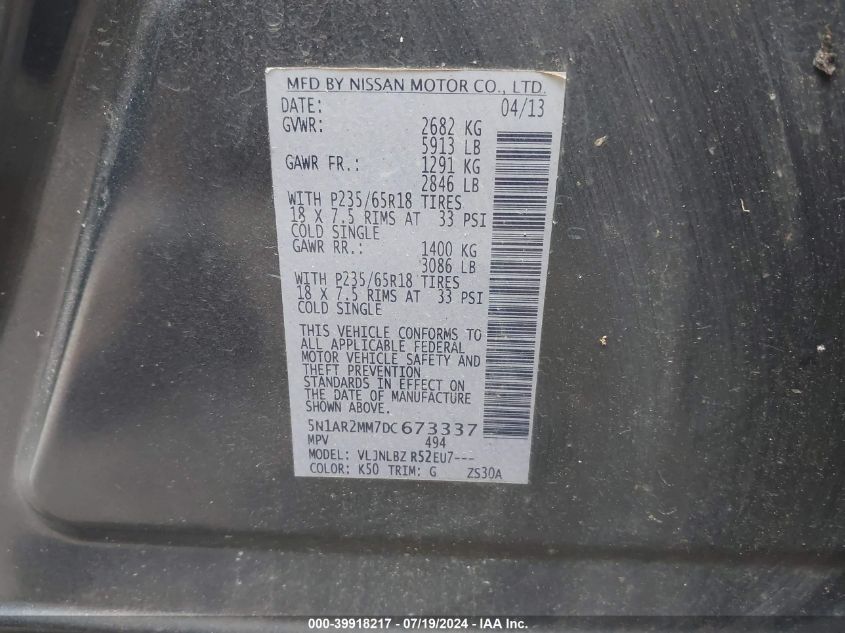 MFD BY NISSAN MOTOR CO., LTD.
DATE: 04/13
GVWR: 2682 KG
5913 LB
GAWR FR.: 1291 KG
2846 LB
WITH P235/65R18 TIRES
18 X 7.5 RIMS AT 33 PSI
COLD SINGLE
GAWR RR.: 1400 KG
3086 LB
WITH P235/65R18 TIRES
18 X 7.5 RIMS AT 33 PSI
COLD SINGLE
THIS VEHICLE CONFORMS TO
ALL APPLICABLE FEDERAL
MOTOR VEHICLE SAFETY AND
THEFT PREVENTION
STANDARDS IN EFFECT ON
THE DATE OF MANUFACTURE
SHOWN ABOVE.
5N1AR2MM7DC673337
MPV 494
MODEL: VLJNLBZ R52EU7---
COLOR: K50 TRIM: G ZS30A
000-39918217 - 07/19/2024 - IAA Inc.